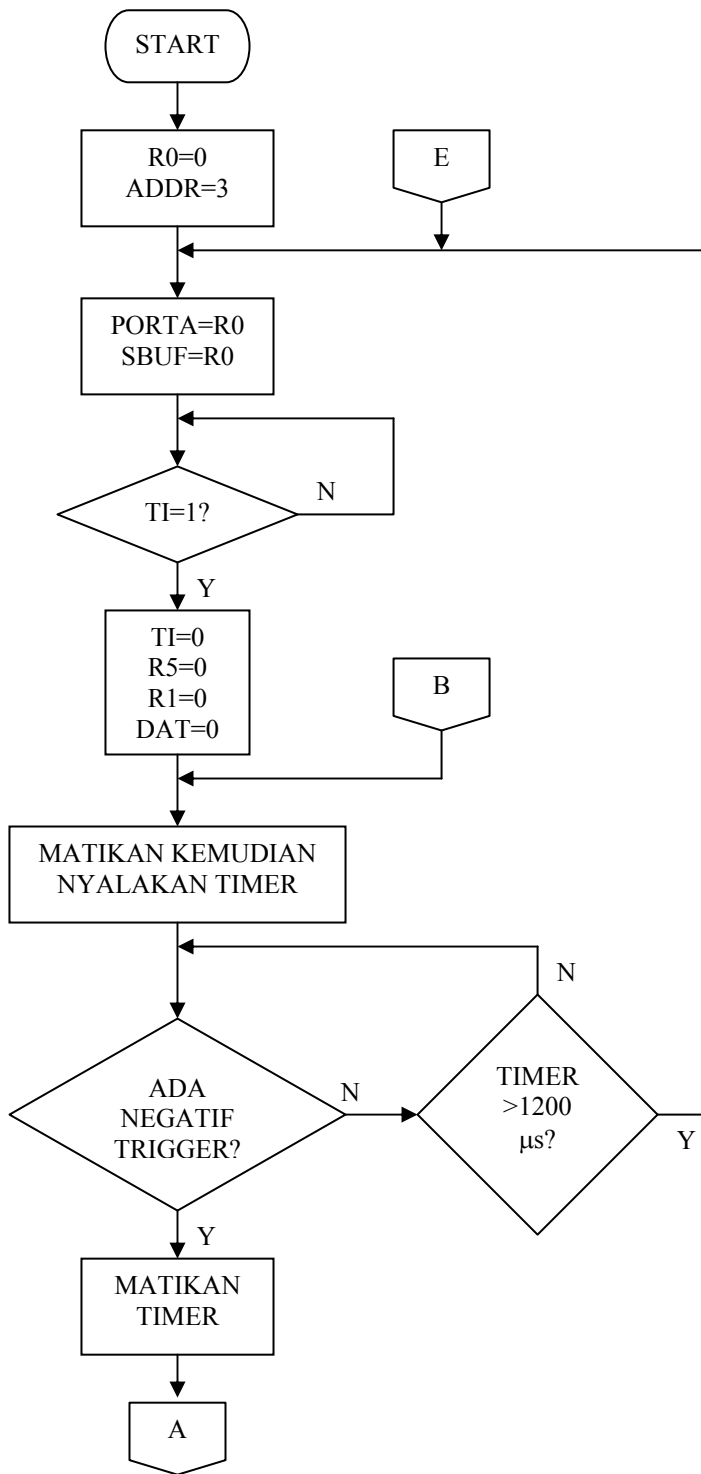 START
R0=0
ADDR=3
E
PORTA=R0
SBUF=R0
TI=1?
N
Y
TI=0
R5=0
R1=0
DAT=0
B
MATIKAN KEMUDIAN
NYALAKAN TIMER
N
ADA
NEGATIF
TRIGGER?
N
TIMER
>1200
µs?
Y
Y
MATIKAN
TIMER
A